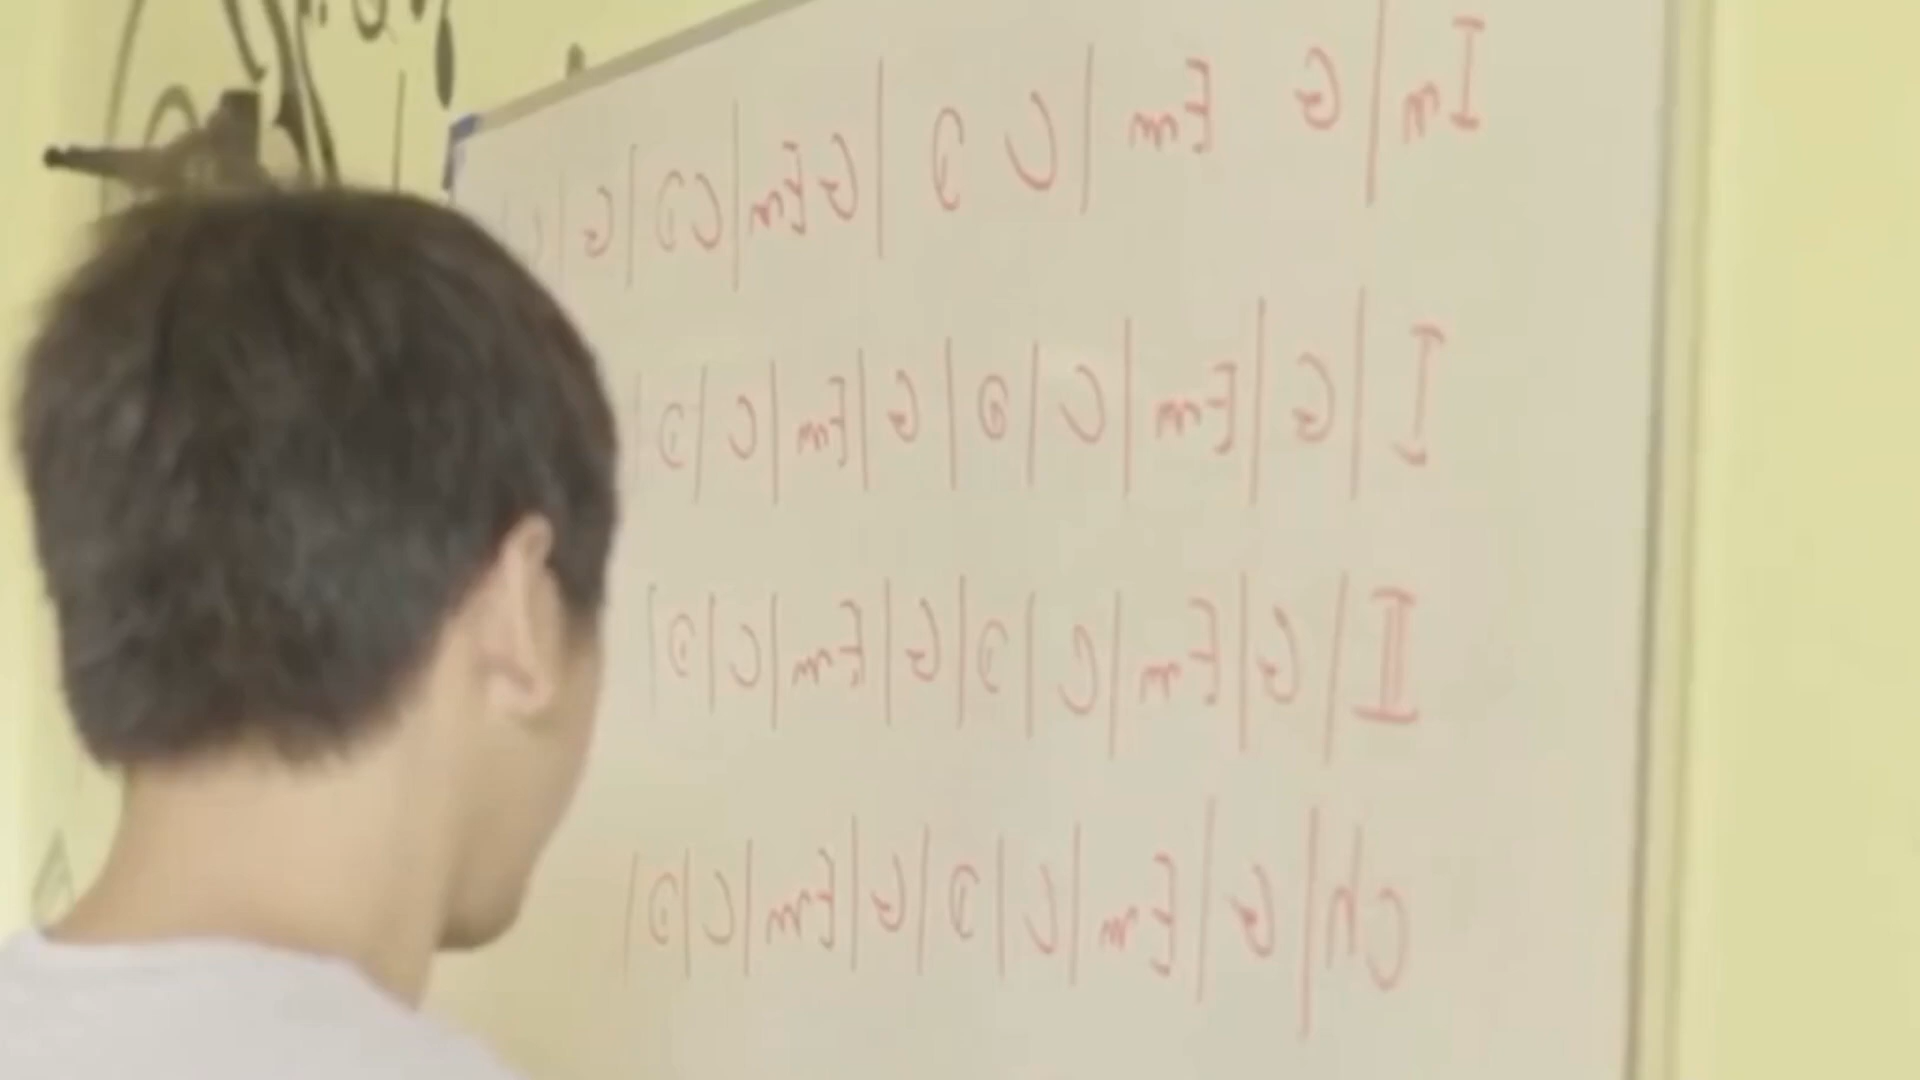 In | G Em | C D | G Em | C D | G |
I | G | Em | C | D | G | Em | C | D |
II | G | Em | C | D | G | Em | C | D |
Ch | G | Em | C | D | G | Em | C | D |